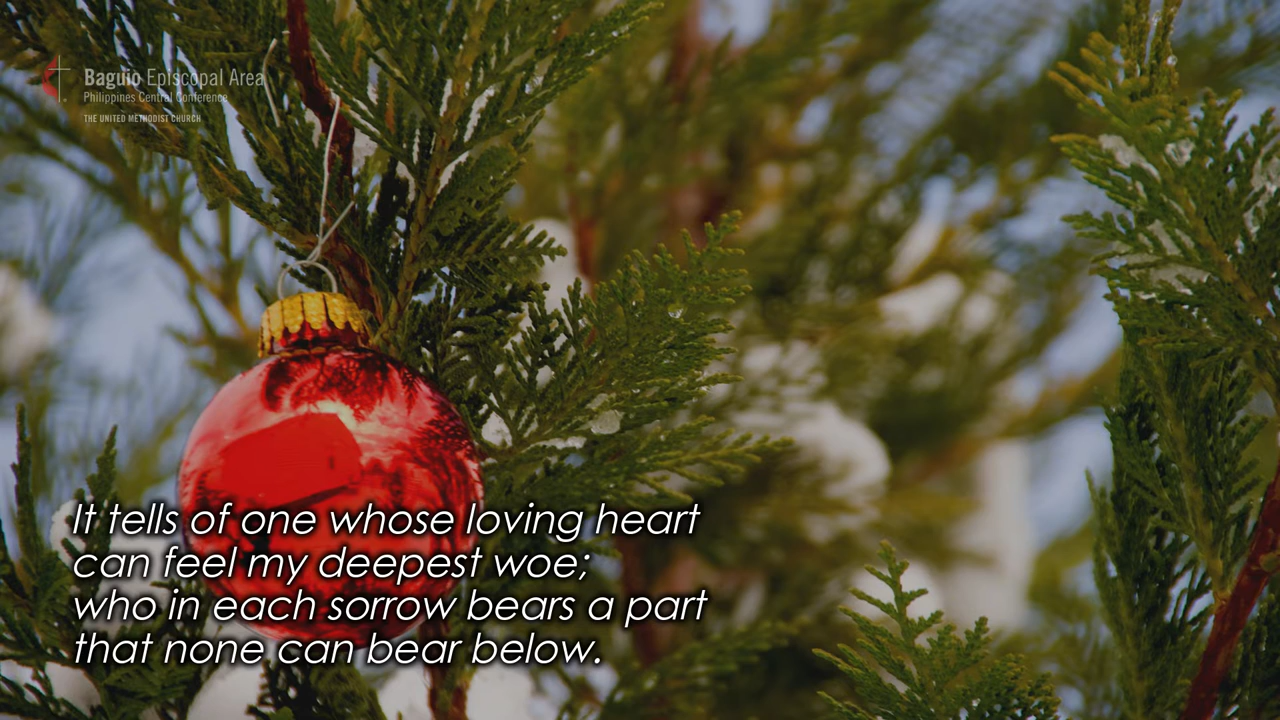 Baguio Episcopal Area
Philippines Central Conference
THE UNITED METHODIST CHURCH
It tells of one whose loving heart
can feel my deepest woe;
who in each sorrow bears a part
that none can bear below.